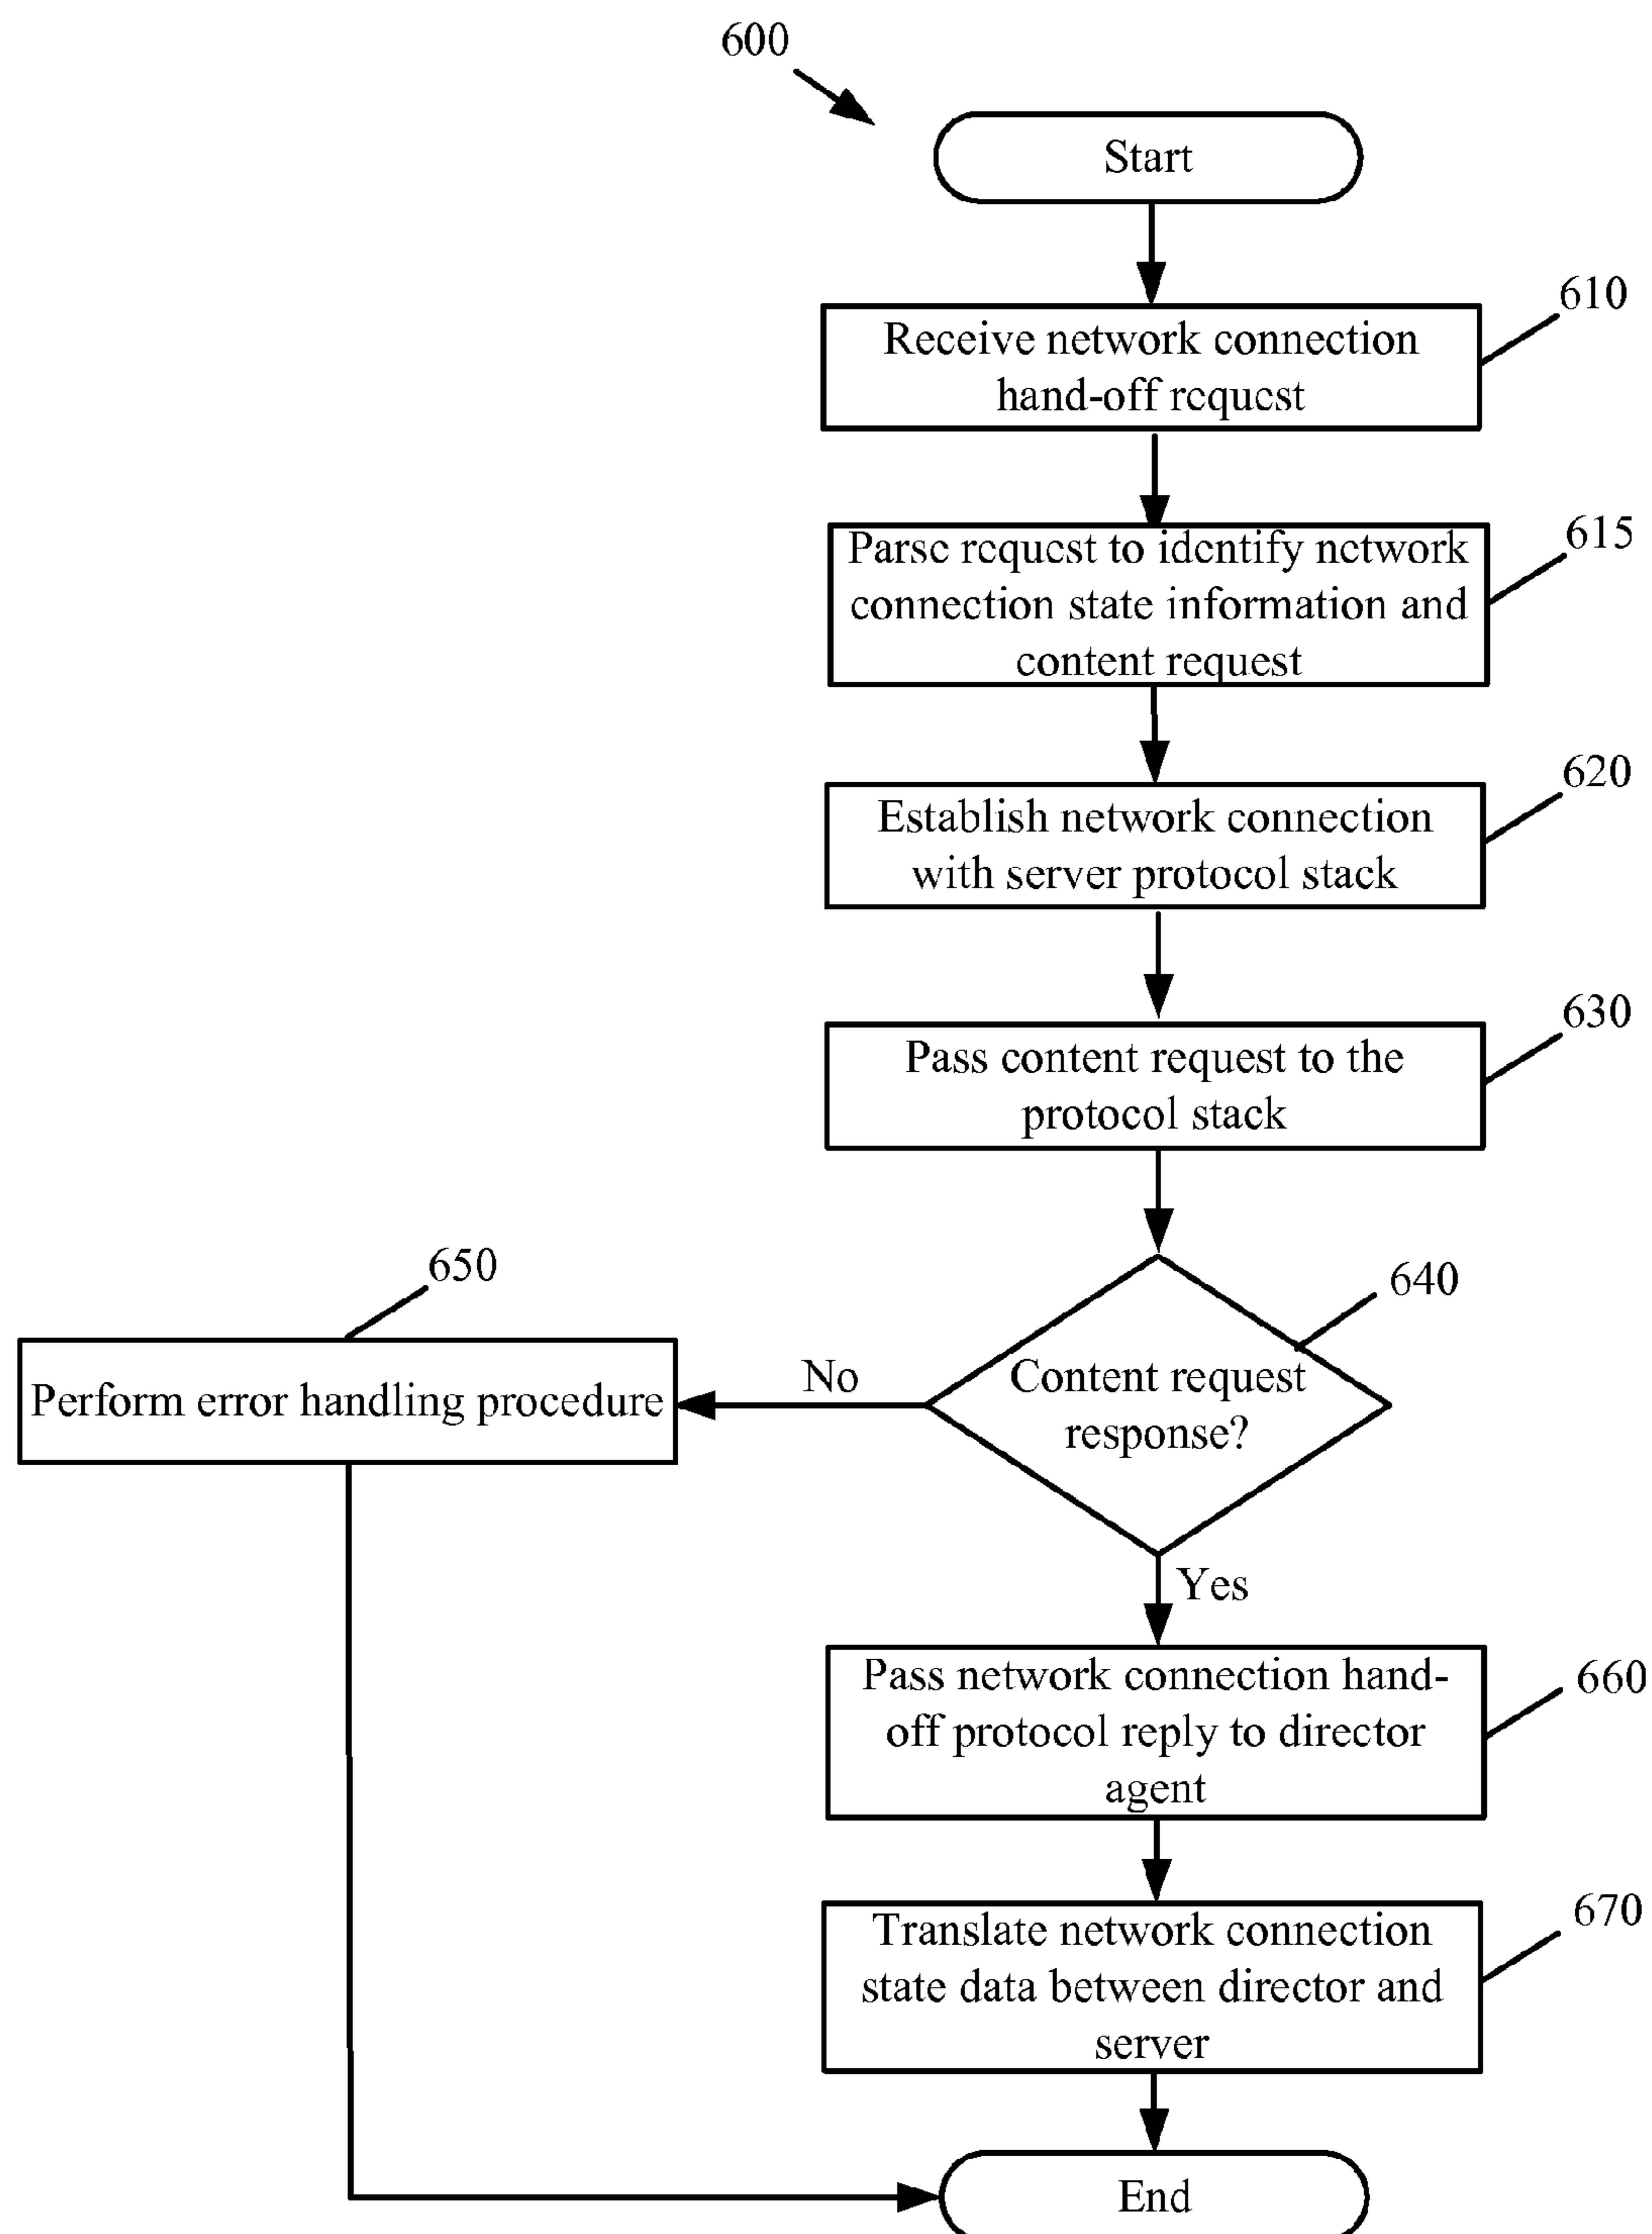 600
Start
610
Receive network connection
hand-off request
615
Parse request to identify network
connection state information and
content request
620
Establish network connection
with server protocol stack
630
Pass content request to the
protocol stack
640
Content request
response?
No
650
Perform error handling procedure
Yes
660
Pass network connection hand-
off protocol reply to director
agent
670
Translate network connection
state data between director and
server
End